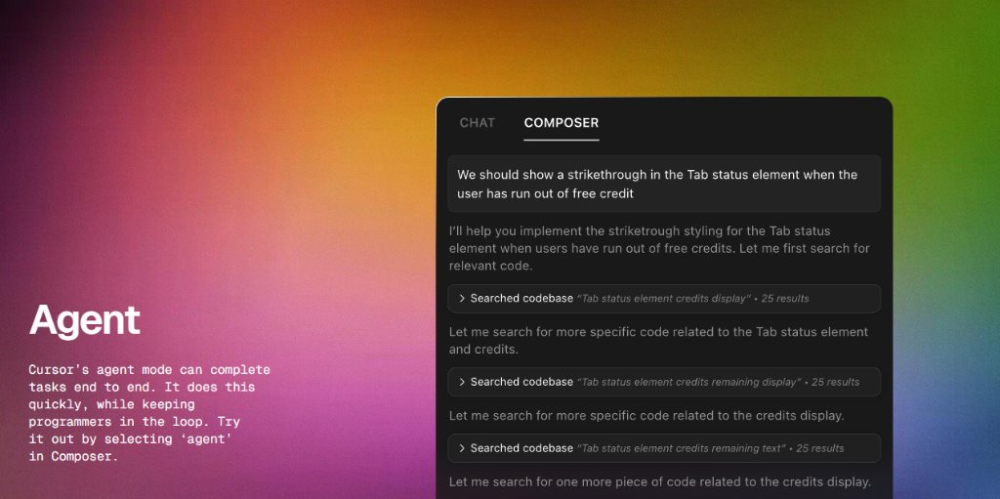 CHAT
COMPOSER
We should show a strikethrough in the Tab status element when the
user has run out of free credit
I'll help you implement the striketrough styling for the Tab status
element when users have run out of free credits. Let me first search for
relevant code.
Searched codebase “Tab status element credits display” • 25 results
Let me search for more specific code related to the Tab status element
and credits.
Searched codebase “Tab status element credits remaining display” • 25 results
Let me search for more specific code related to the credits display.
Searched codebase “Tab status element credits remaining text” • 25 results
Let me search for one more piece of code related to the credits display.
Agent
Cursor's agent mode can complete
tasks end to end. It does this
quickly, while keeping
programmers in the loop. Try
it out by selecting ‘agent’
in Composer.